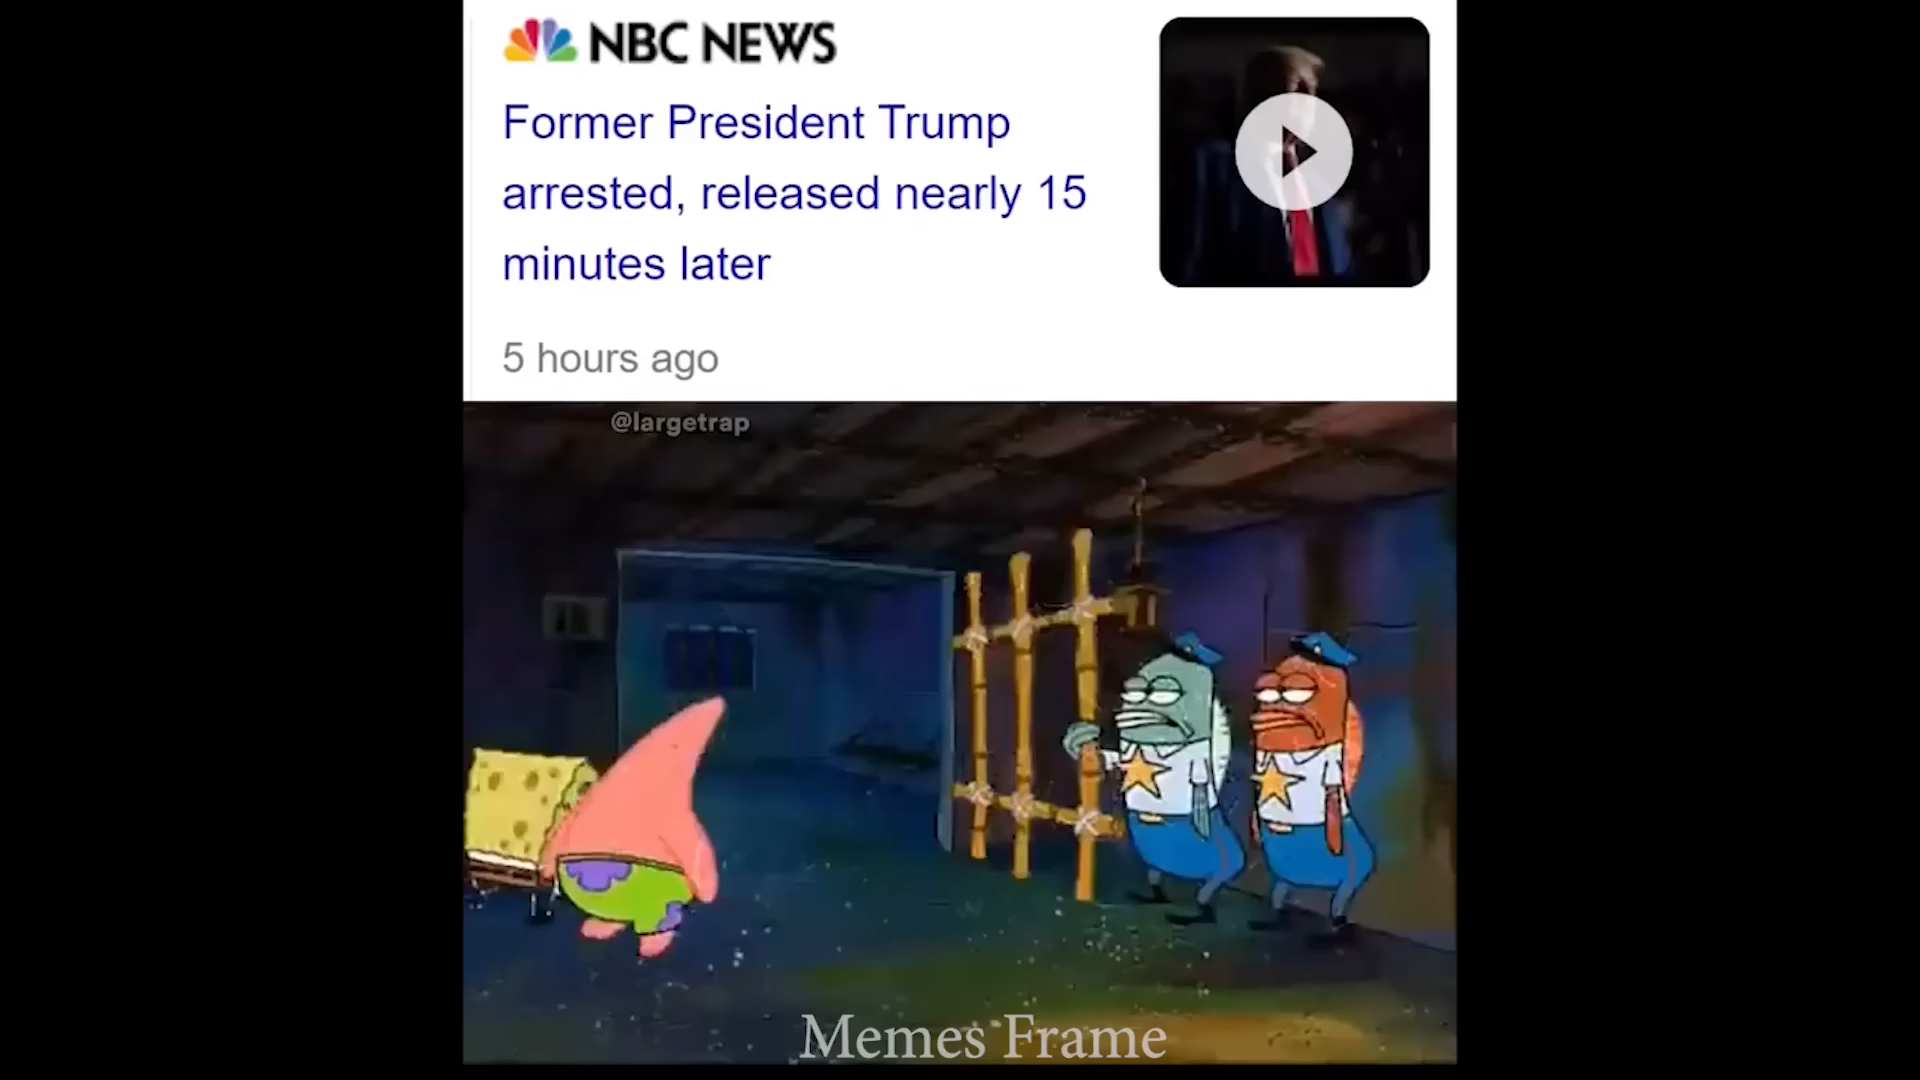 NBC NEWS
Former President Trump
arrested, released nearly 15
minutes later
5 hours ago
@largetrap
Memes Frame